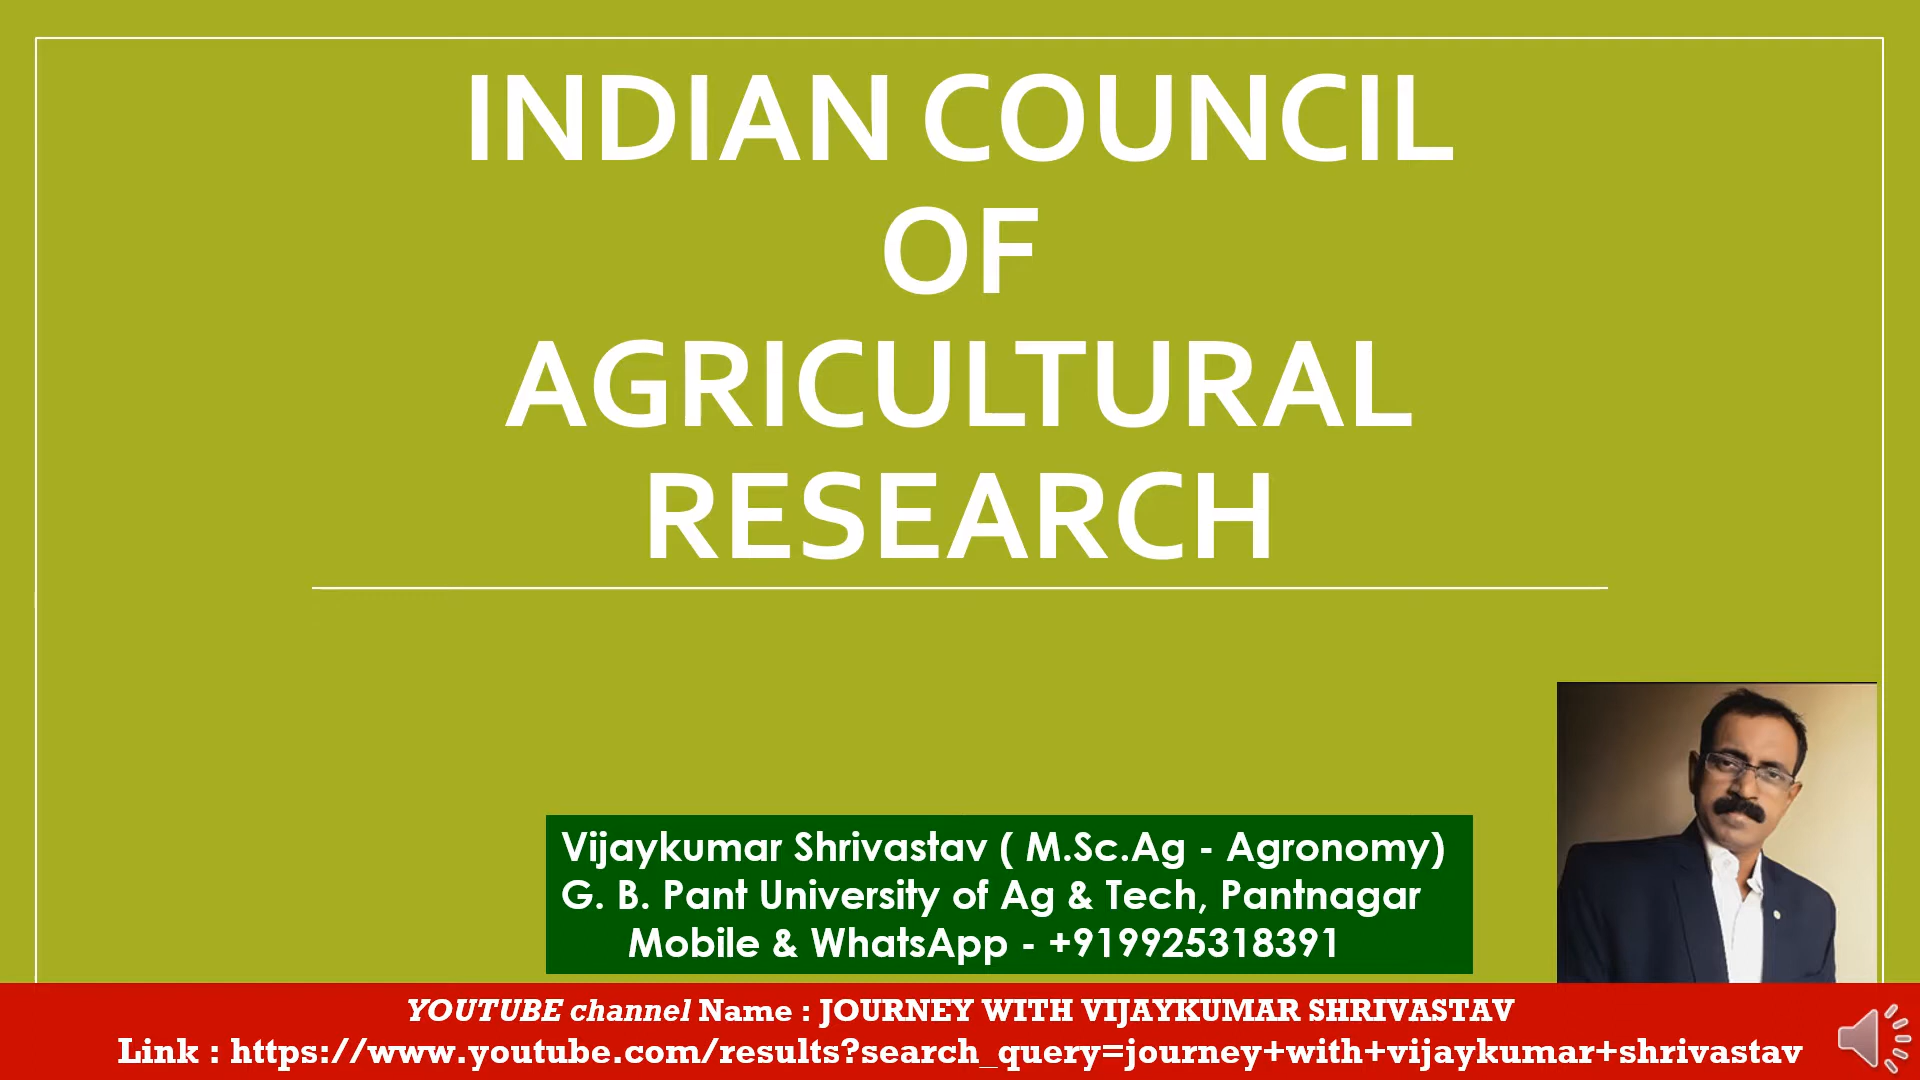 INDIAN COUNCIL
OF
AGRICULTURAL
RESEARCH
Vijaykumar Shrivastav ( M.Sc.Ag - Agronomy)
G. B. Pant University of Ag & Tech, Pantnagar
Mobile & WhatsApp - +919925318391
YOUTUBE channel Name : JOURNEY WITH VIJAYKUMAR SHRIVASTAV
Link : https://www.youtube.com/results?search_query=journey+with+vijaykumar+shrivastav